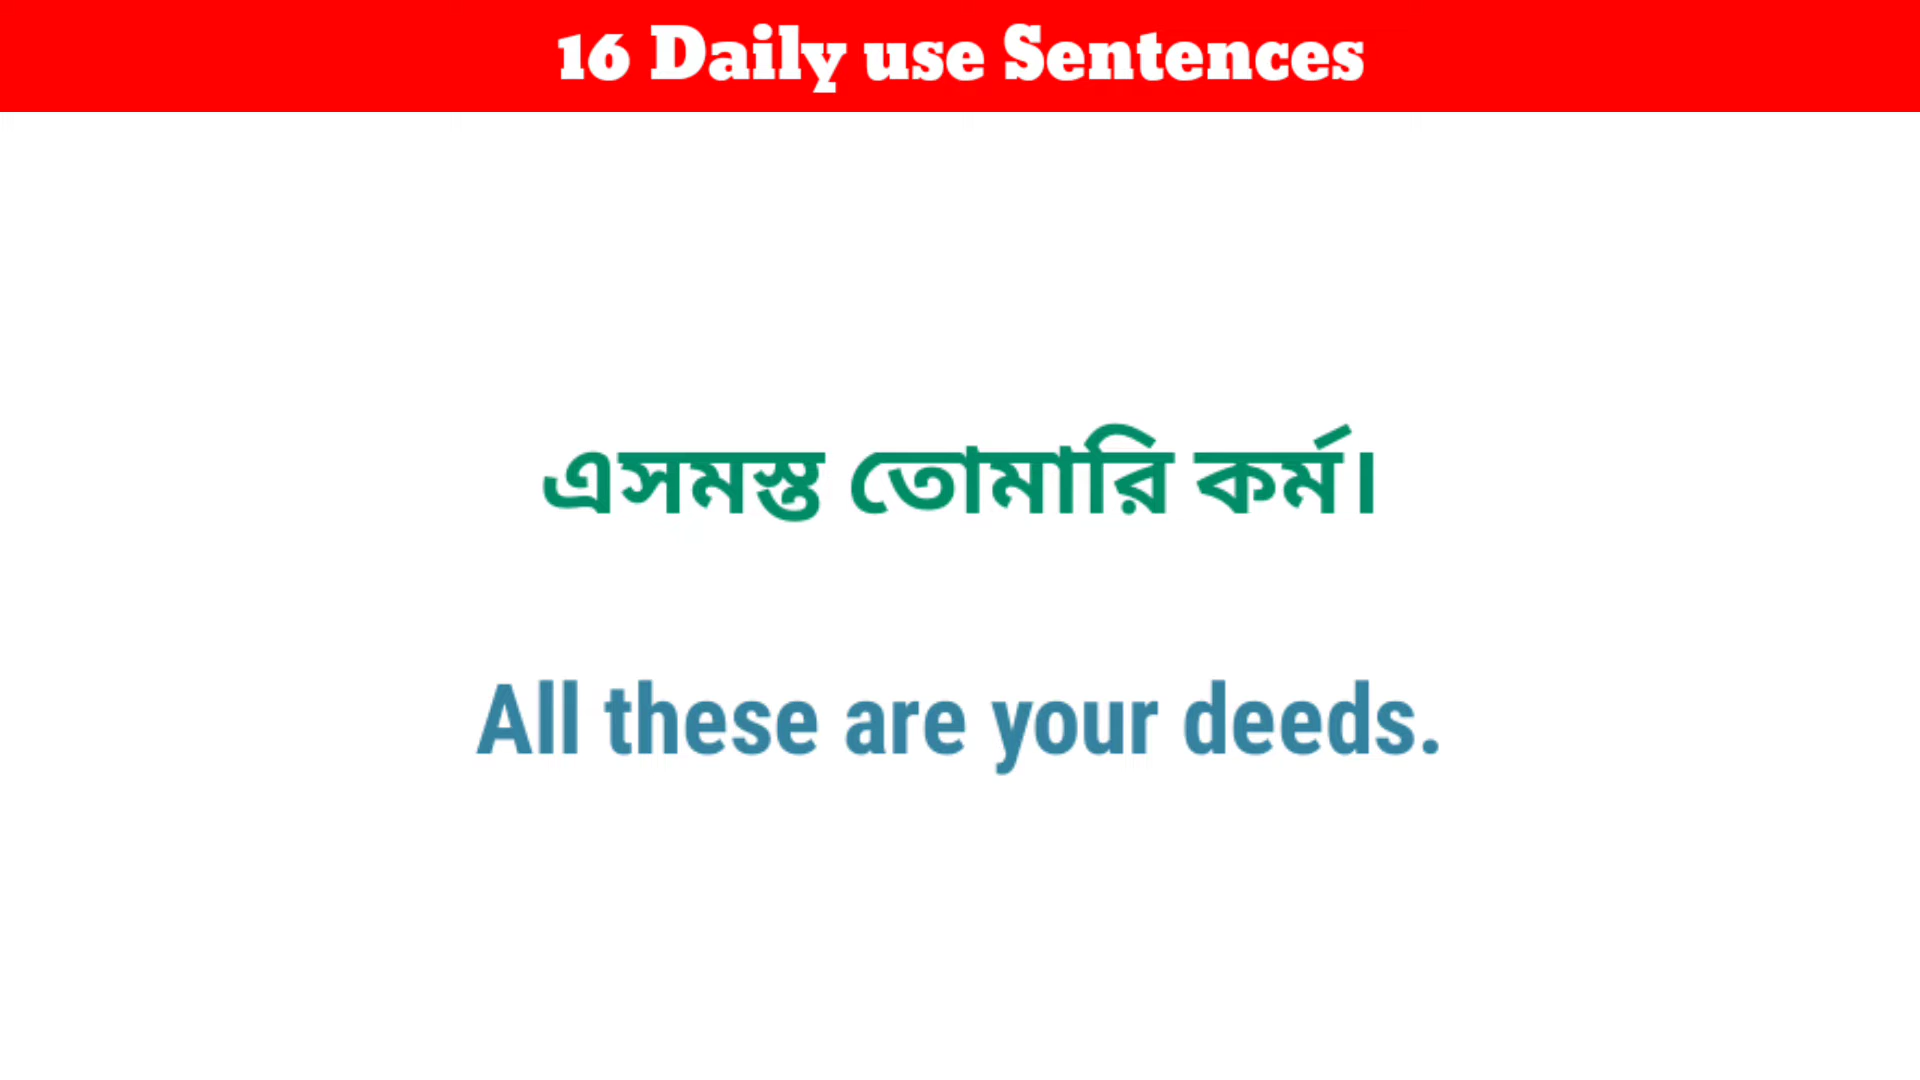 16 Daily use Sentences
এসমস্ত তোমারি কর্ম।
All these are your deeds.